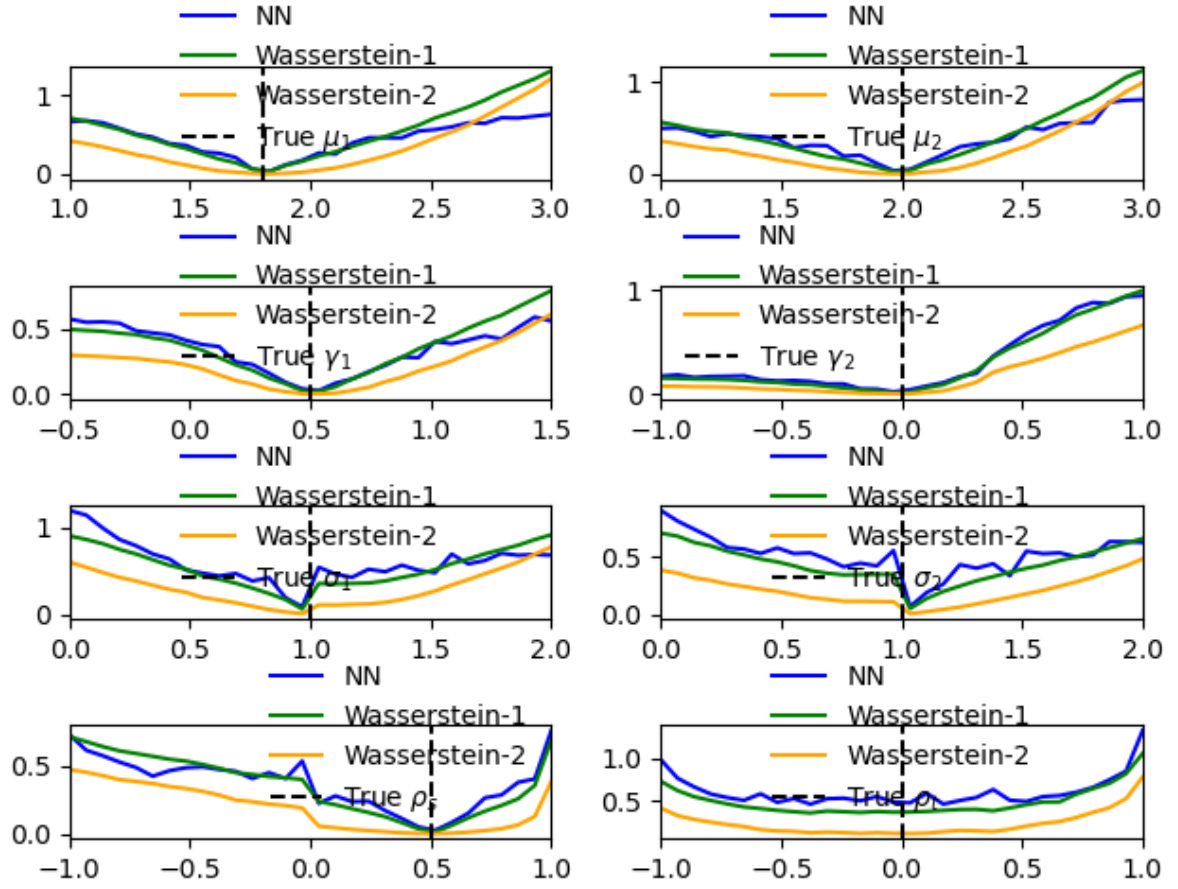 NN
Wasserstein-1
Wasserstein-2
True μ₁
1
0
1.0 1.5 2.0 2.5 3.0
NN
Wasserstein-1
Wasserstein-2
True μ₂
1
0
1.0 1.5 2.0 2.5 3.0
NN
Wasserstein-1
Wasserstein-2
True γ₁
0.5
0.0
−0.5 0.0 0.5 1.0 1.5
NN
Wasserstein-1
Wasserstein-2
True γ₂
1
0
−1.0 −0.5 0.0 0.5 1.0
NN
Wasserstein-1
Wasserstein-2
True σ₁
1
0
0.0 0.5 1.0 1.5 2.0
NN
Wasserstein-1
Wasserstein-2
True σ₂
0.5
0.0
0.0 0.5 1.0 1.5 2.0
NN
Wasserstein-1
Wasserstein-2
True ρₛ
0.5
0.0
−1.0 −0.5 0.0 0.5 1.0
NN
Wasserstein-1
Wasserstein-2
True ρ
1.0
0.5
−1.0 −0.5 0.0 0.5 1.0